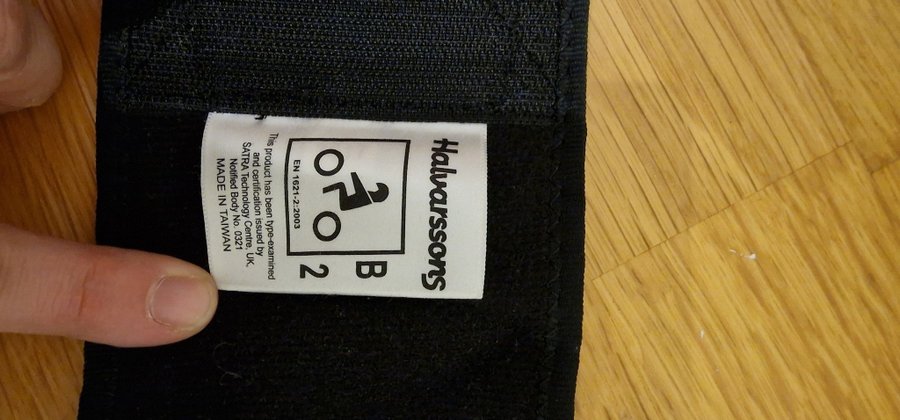 Halvarssons
B
2
EN 1621-2:2003
This product has been type-examined
and certification issued by
SATRA Technology Centre, UK,
Notified Body No. 0321
MADE IN TAIWAN